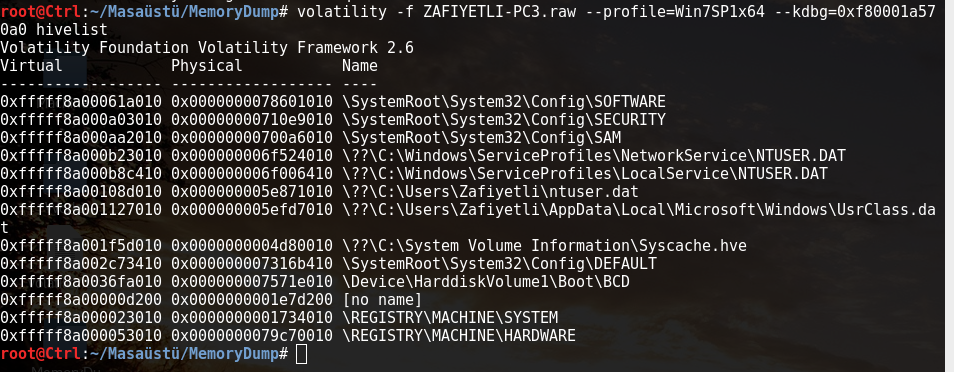 root@Ctrl:~/Masaüstü/MemoryDump# volatility -f ZAFIYETLI-PC3.raw --profile=Win7SP1x64 --kdbg=0xf80001a57
0a0 hivelist
Volatility Foundation Volatility Framework 2.6
Virtual            Physical           Name
------------------ ------------------ ----
0xfffff8a00061a010 0x0000000078601010 \SystemRoot\System32\Config\SOFTWARE
0xfffff8a000a03010 0x00000000710e9010 \SystemRoot\System32\Config\SECURITY
0xfffff8a000aa2010 0x00000000700a6010 \SystemRoot\System32\Config\SAM
0xfffff8a000b23010 0x000000006f524010 \??\C:\Windows\ServiceProfiles\NetworkService\NTUSER.DAT
0xfffff8a000b8c410 0x000000006f006410 \??\C:\Windows\ServiceProfiles\LocalService\NTUSER.DAT
0xfffff8a00108d010 0x000000005e871010 \??\C:\Users\Zafiyetli\ntuser.dat
0xfffff8a001127010 0x000000005efd7010 \??\C:\Users\Zafiyetli\AppData\Local\Microsoft\Windows\UsrClass.da
t
0xfffff8a001f5d010 0x0000000004d80010 \??\C:\System Volume Information\Syscache.hve
0xfffff8a002c73410 0x000000007316b410 \SystemRoot\System32\Config\DEFAULT
0xfffff8a0036fa010 0x000000007571e010 \Device\HarddiskVolume1\Boot\BCD
0xfffff8a00000d200 0x0000000001e7d200 [no name]
0xfffff8a000023010 0x0000000001734010 \REGISTRY\MACHINE\SYSTEM
0xfffff8a000053010 0x0000000079c70010 \REGISTRY\MACHINE\HARDWARE
root@Ctrl:~/Masaüstü/MemoryDump#